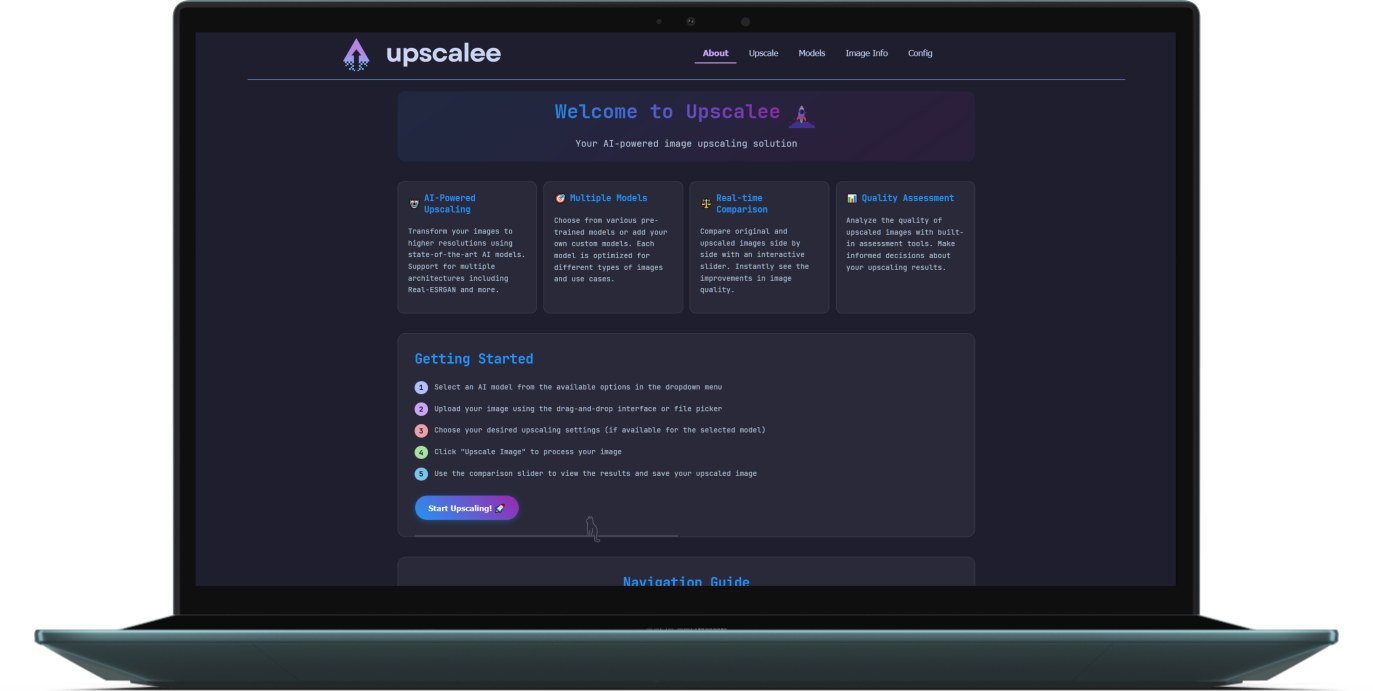 upscalee
About Upscale Models Image Info Config
Welcome to Upscalee
Your AI-powered image upscaling solution
AI-Powered
Upscaling
Transform your images to
higher resolutions using
state-of-the-art AI models.
Support for multiple
architectures including
Real-ESRGAN and more.
Multiple Models
Choose from various pre-
trained models or add your
own custom models. Each
model is optimized for
different types of images
and use cases.
Real-time
Comparison
Compare original and
upscaled images side by
side with an interactive
slider. Instantly see the
improvements in image
quality.
Quality Assessment
Analyze the quality of
upscaled images with built-
in assessment tools. Make
informed decisions about
your upscaling results.
Getting Started
1 Select an AI model from the available options in the dropdown menu
2 Upload your image using the drag-and-drop interface or file picker
3 Choose your desired upscaling settings (if available for the selected model)
4 Click "Upscale Image" to process your image
5 Use the comparison slider to view the results and save your upscaled image
Start Upscaling!
Navigation Guide